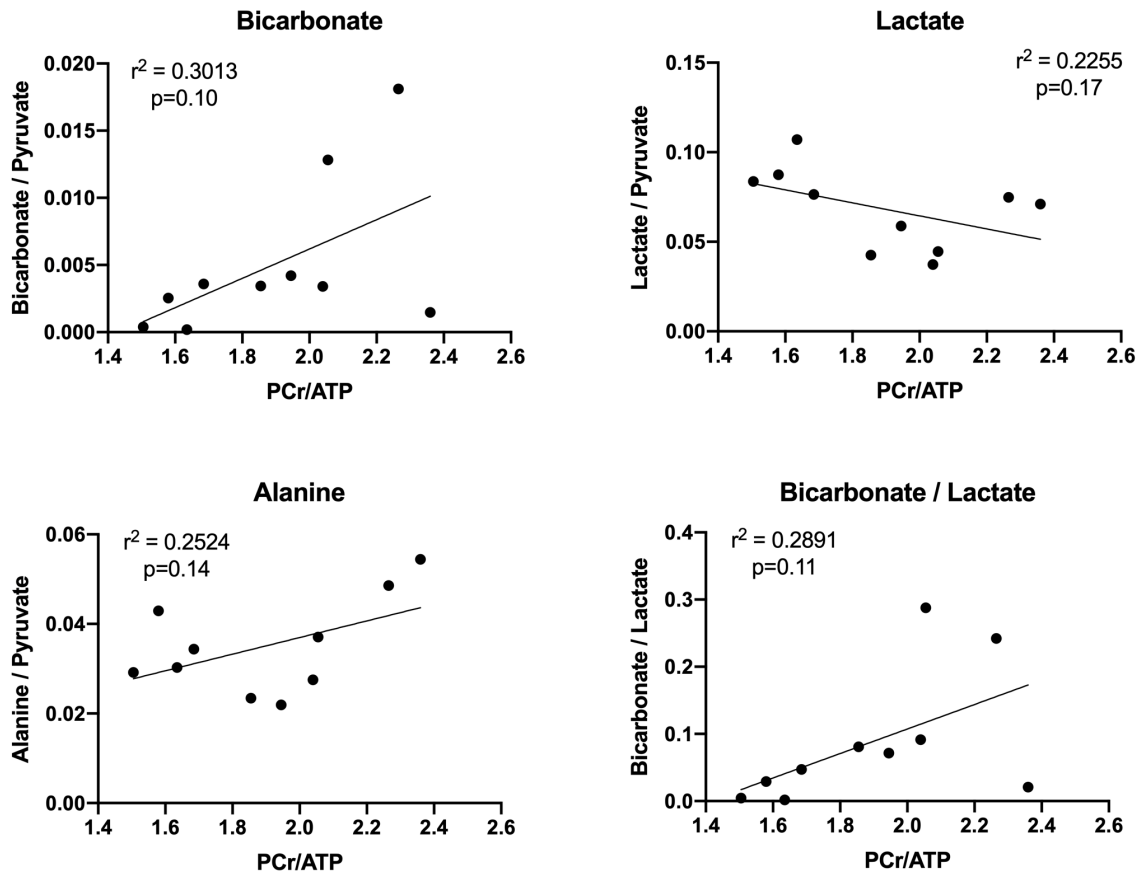 Bicarbonate
r² = 0.3013
p=0.10
Bicarbonate / Pyruvate
0.020
0.015
0.010
0.005
0.000
1.4 1.6 1.8 2.0 2.2 2.4 2.6
PCr/ATP
Lactate
r² = 0.2255
p=0.17
Lactate / Pyruvate
0.15
0.10
0.05
0.00
1.4 1.6 1.8 2.0 2.2 2.4 2.6
PCr/ATP
Alanine
r² = 0.2524
p=0.14
Alanine / Pyruvate
0.06
0.04
0.02
0.00
1.4 1.6 1.8 2.0 2.2 2.4 2.6
PCr/ATP
Bicarbonate / Lactate
r² = 0.2891
p=0.11
Bicarbonate / Lactate
0.4
0.3
0.2
0.1
0.0
1.4 1.6 1.8 2.0 2.2 2.4 2.6
PCr/ATP